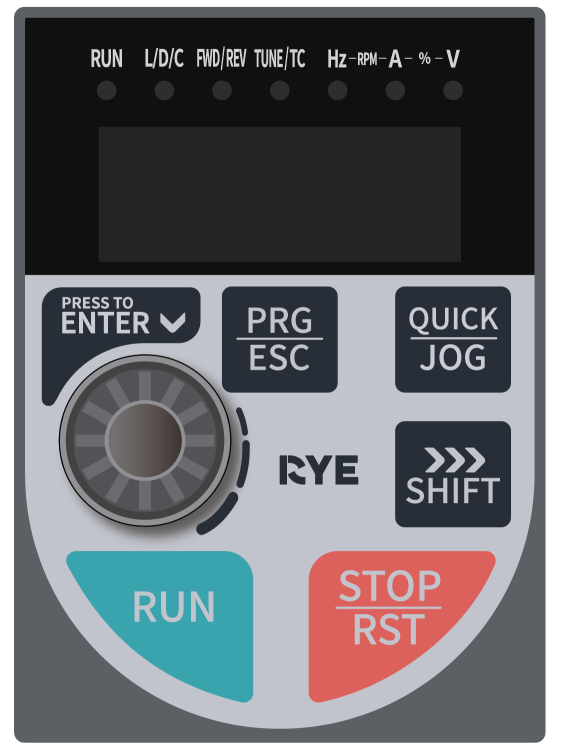 RUN L/D/C FWD/REV TUNE/TC Hz-RPM-A-%-V
PRESS TO
ENTER
PRG
ESC
QUICK
JOG
RYE
SHIFT
RUN
STOP
RST